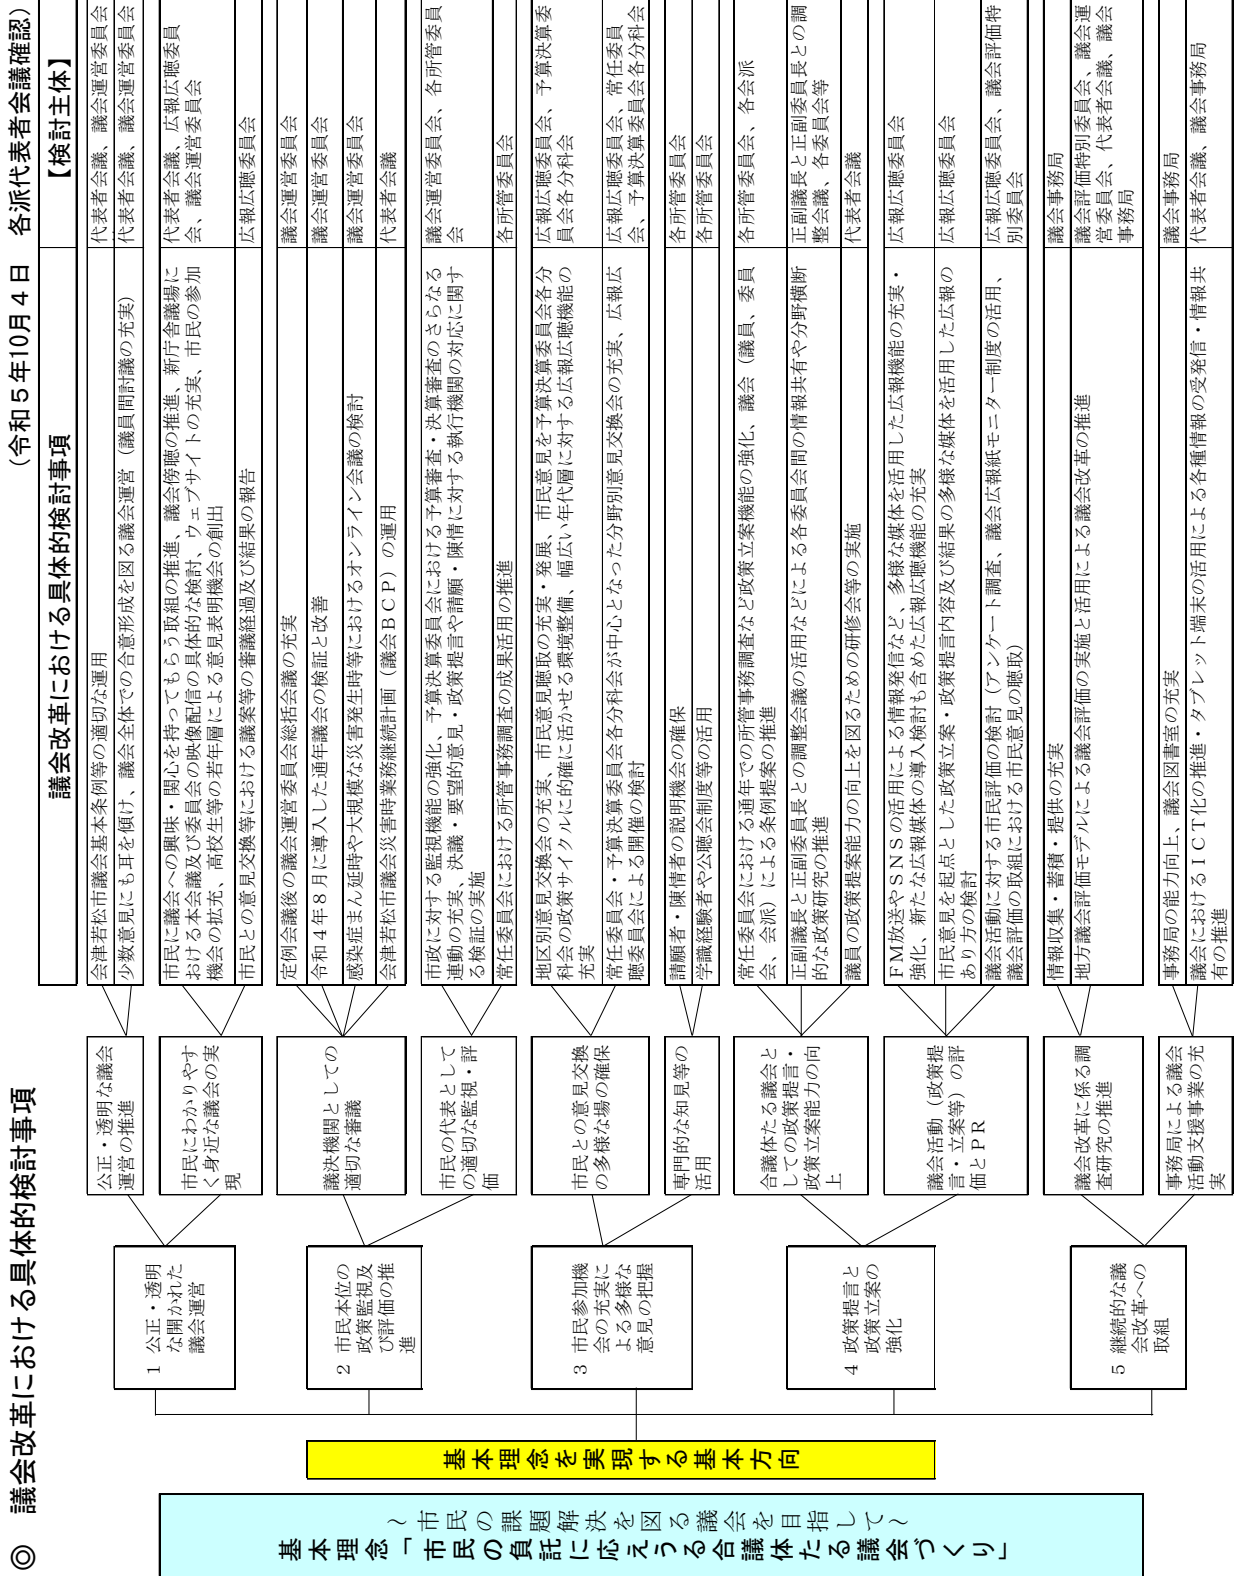 ◎　議会改革における具体的検討事項
（令和５年10月４日　各派代表者会議確認）
基本理念「市民の負託に応えうる合議体たる議会づくり」
～市民の課題解決を図る議会を目指して～
基本理念を実現する基本方向
議会改革における具体的検討事項
【検討主体】
1　公正・透明
な開かれた
議会運営
公正・透明な議会
運営の推進
会津若松市議会基本条例等の適切な運用
代表者会議、議会運営委員会
少数意見にも耳を傾け、議会全体での合意形成を図る議会運営（議員間討議の充実）
代表者会議、議会運営委員会
市民にわかりやす
く身近な議会の実
現
市民に議会への興味・関心を持ってもらう取組の推進、議会傍聴の推進、新庁舎議場に
おける本会議及び委員会の映像配信の具体的な検討、ウェブサイトの充実、市民の参加
機会の拡充、高校生等の若年層による意見表明機会の創出
代表者会議、広報広聴委員
会、議会運営委員会
市民との意見交換等における議案等の審議経過及び結果の報告
広報広聴委員会
2　市民本位の
政策監視及
び評価の推
進
議決機関としての
適切な審議
定例会議後の議会運営委員会総括会議の充実
議会運営委員会
令和４年８月に導入した通年議会の検証と改善
議会運営委員会
感染症まん延時や大規模な災害発生時等におけるオンライン会議の検討
議会運営委員会
会津若松市議会災害時業務継続計画（議会ＢＣＰ）の運用
代表者会議
市民の代表として
の適切な監視・評
価
市政に対する監視機能の強化、予算決算委員会における予算審査・決算審査のさらなる
連動の充実、決議・要望的意見・政策提言や請願・陳情に対する執行機関の対応に関す
る検証の実施
議会運営委員会、各所管委員
会
常任委員会における所管事務調査の成果活用の推進
各所管委員会
3　市民参加機
会の充実に
よる多様な
意見の把握
市民との意見交換
の多様な場の確保
地区別意見交換会の充実、市民意見聴取の充実・発展、市民意見を予算決算委員会各分
科会の政策サイクルに的確に活かせる環境整備、幅広い年代層に対する広報広聴機能の
充実
広報広聴委員会、予算決算委
員会各分科会
常任委員会・予算決算委員会各分科会が中心となった分野別意見交換会の充実、広報広
聴委員会による開催の検討
広報広聴委員会、常任委員
会、予算決算委員会各分科会
専門的な知見等の
活用
請願者・陳情者の説明機会の確保
各所管委員会
学識経験者や公聴会制度等の活用
各所管委員会
4　政策提言と
政策立案の
強化
合議体たる議会と
しての政策提言・
政策立案能力の向
上
常任委員会における通年での所管事務調査など政策立案機能の強化、議会（議員、委員
会、会派）による条例提案の推進
各所管委員会、各会派
正副議長と正副委員長との調整会議の活用などによる各委員会間の情報共有や分野横断
的な政策研究の推進
正副議長と正副委員長との調
整会議、各委員会等
議員の政策提案能力の向上を図るための研修会等の実施
代表者会議
議会活動（政策提
言・立案等）の評
価とＰＲ
ＦＭ放送やＳＮＳの活用による情報発信など、多様な媒体を活用した広報機能の充実・
強化、新たな広報媒体の導入検討も含めた広報広聴機能の充実
広報広聴委員会
市民意見を起点とした政策立案・政策提言内容及び結果の多様な媒体を活用した広報の
あり方の検討
広報広聴委員会
議会活動に対する市民評価の検討（アンケート調査、議会広報紙モニター制度の活用、
議会評価の取組における市民意見の聴取）
広報広聴委員会、議会評価特
別委員会
5　継続的な議
会改革への
取組
議会改革に係る調
査研究の推進
情報収集・蓄積・提供の充実
議会事務局
地方議会評価モデルによる議会評価の実施と活用による議会改革の推進
議会評価特別委員会、議会運
営委員会、代表者会議、議会
事務局
事務局による議会
活動支援事業の充
実
事務局の能力向上、議会図書室の充実
議会事務局
議会におけるＩＣＴ化の推進・タブレット端末の活用による各種情報の受発信・情報共
有の推進
代表者会議、議会事務局